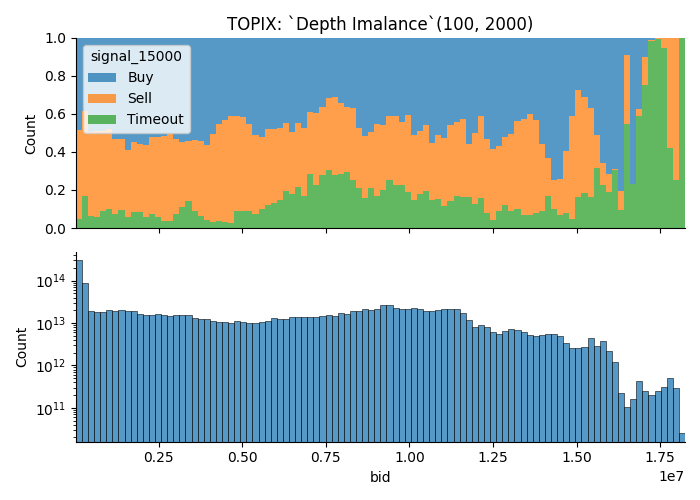 TOPIX: `Depth Imalance`(100, 2000)
1.0
0.8
0.6
0.4
0.2
0.0
Count
signal_15000
Buy
Sell
Timeout
10^14
10^13
10^12
10^11
Count
0.25
0.50
0.75
1.00
1.25
1.50
1.75
1e7
bid